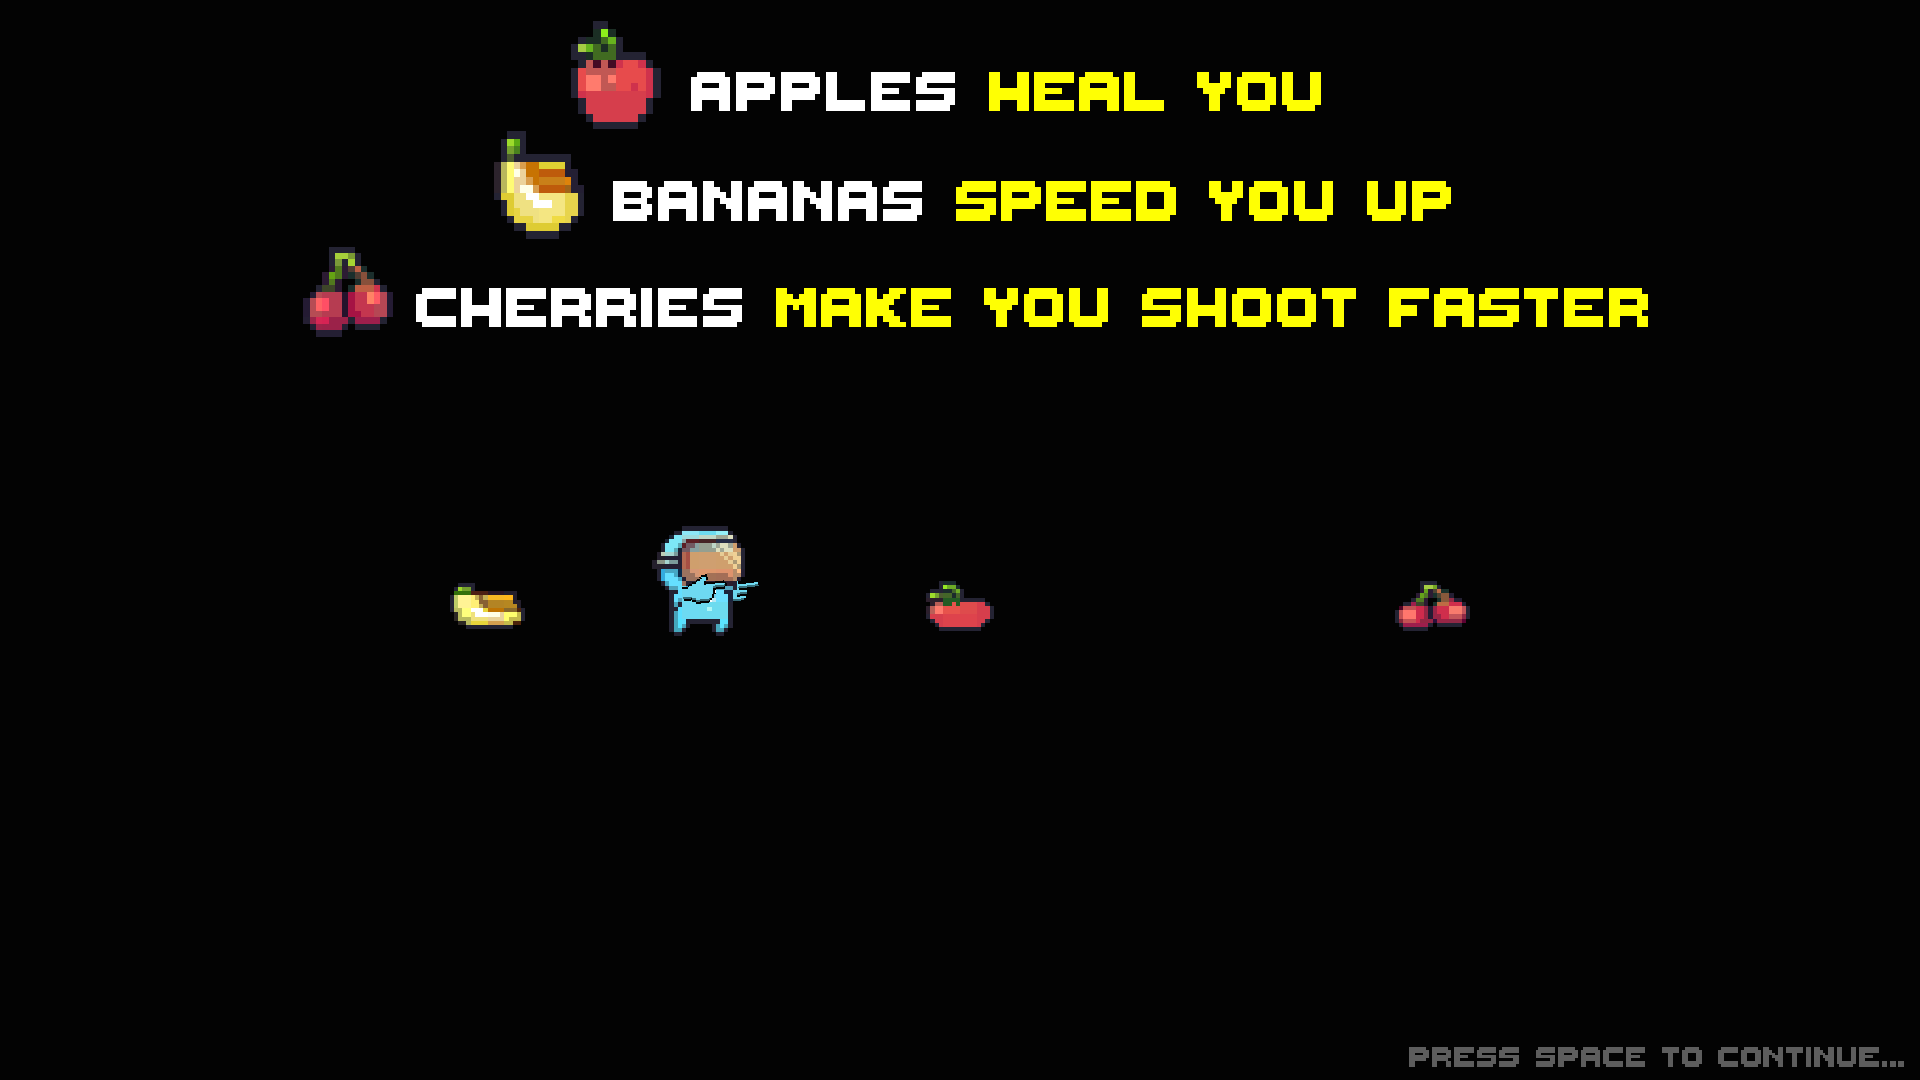 APPLES HEAL YOU
BANANAS SPEED YOU UP
CHERRIES MAKE YOU SHOOT FASTER
PRESS SPACE TO CONTINUE...